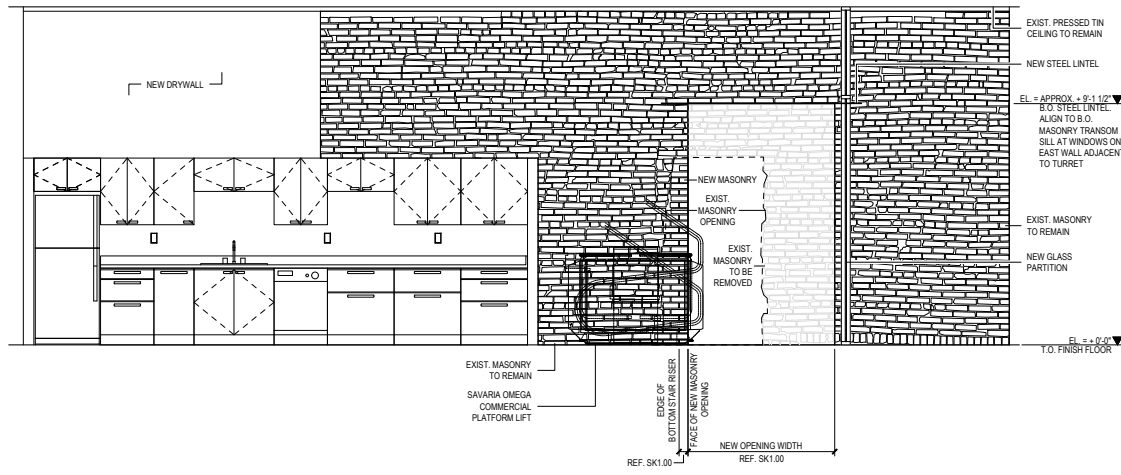 EXIST. PRESSED TIN
CEILING TO REMAIN
NEW STEEL LINTEL
NEW DRYWALL
EL. = APPROX. + 9'-1 1/2"
B.O. STEEL LINTEL.
ALIGN TO B.O.
MASONRY TRANSOM
SILL AT WINDOWS ON
EAST WALL ADJACENT
TO TURRET
NEW MASONRY
EXIST.
MASONRY
OPENING
EXIST.
MASONRY
TO BE
REMOVED
EXIST. MASONRY
TO REMAIN
NEW GLASS
PARTITION
EL. = + 0'-0"
T.O. FINISH FLOOR
EXIST. MASONRY
TO REMAIN
SAVARIA OMEGA
COMMERCIAL
PLATFORM LIFT
EDGE OF
BOTTOM STAIR RISER
FACE OF NEW MASONRY
OPENING
NEW OPENING WIDTH
REF. SK1.00
REF. SK1.00